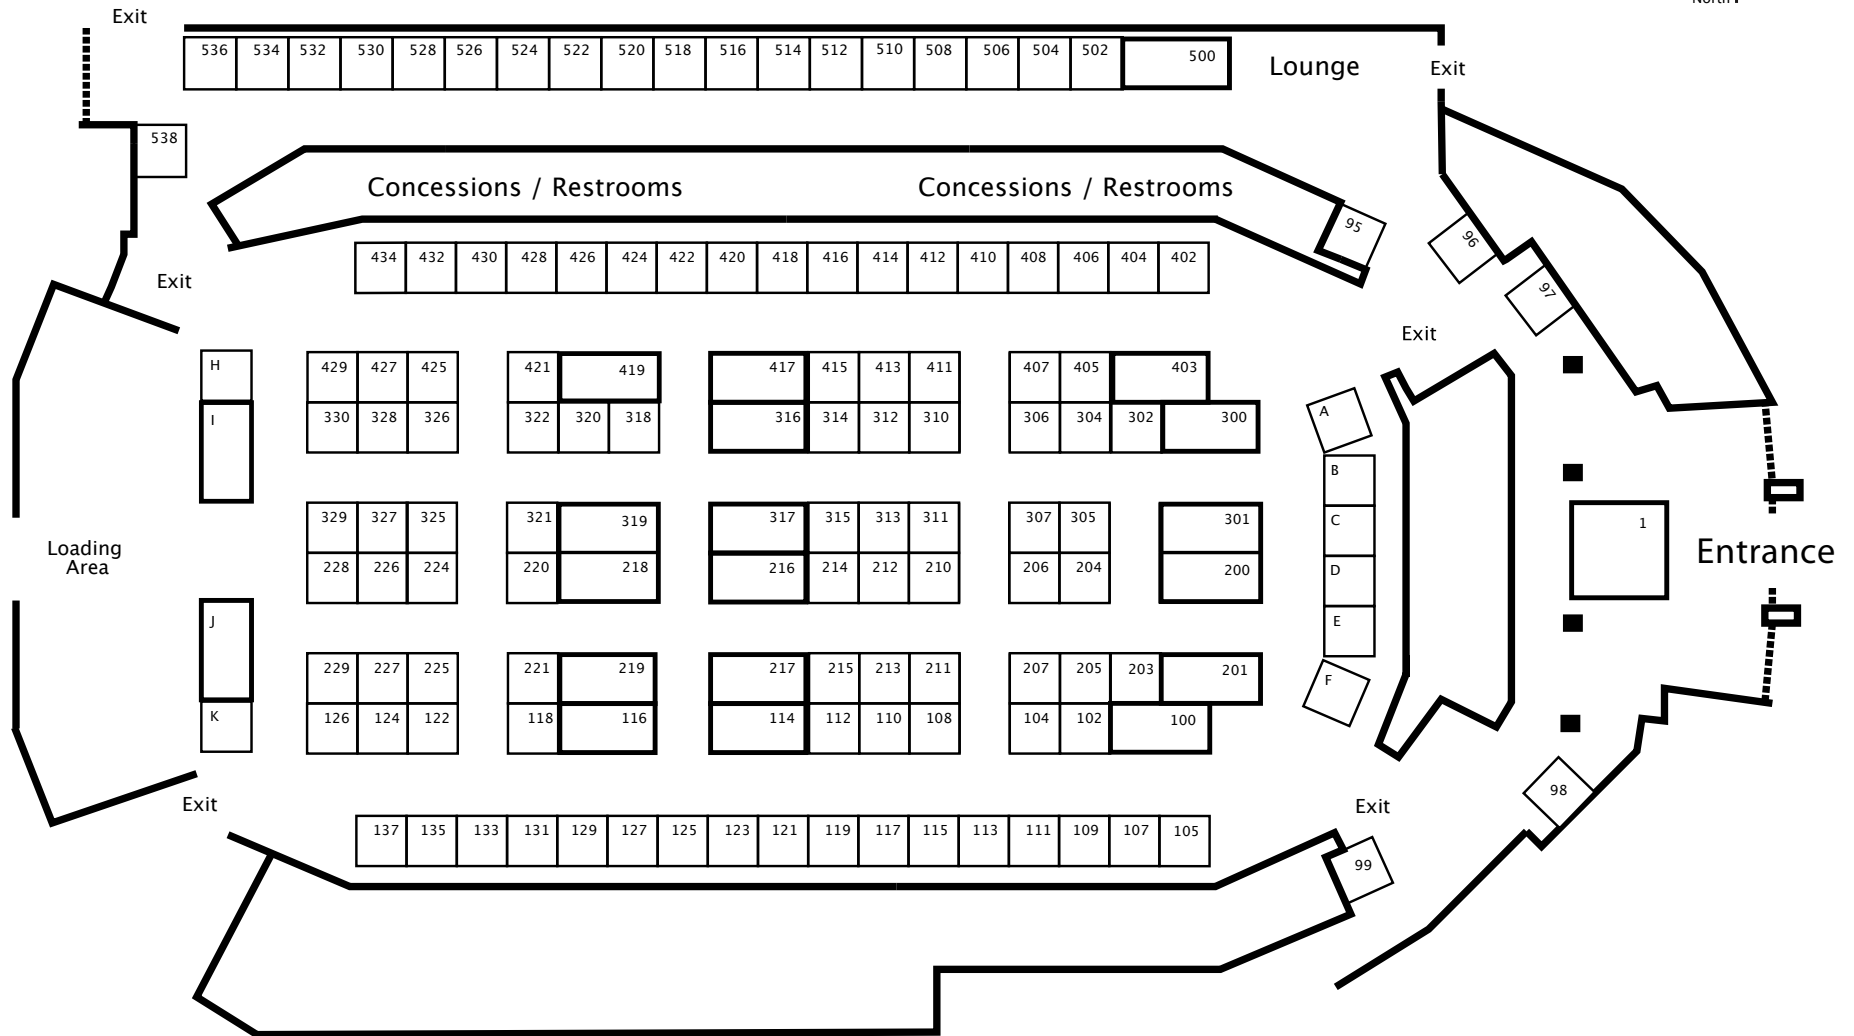 North
Exit
536 534 532 530 528 526 524 522 520 518 516 514 512 510 508 506 504 502 500
Lounge
Exit
538
Concessions / Restrooms Concessions / Restrooms
95
96
97
434 432 430 428 426 424 422 420 418 416 414 412 410 408 406 404 402
Exit
Exit
H 429 427 425 421 419 417 415 413 411 407 405 403
I 330 328 326 322 320 318 316 314 312 310 306 304 302 300 A
B
329 327 325 321 319 317 315 313 311 307 305 301 C 1
Loading
Area
Entrance
228 226 224 220 218 216 214 212 210 206 204 200 D
J E
229 227 225 221 219 217 215 213 211 207 205 203 201 F
K 126 124 122 118 116 114 112 110 108 104 102 100
98
Exit
Exit
137 135 133 131 129 127 125 123 121 119 117 115 113 111 109 107 105
99